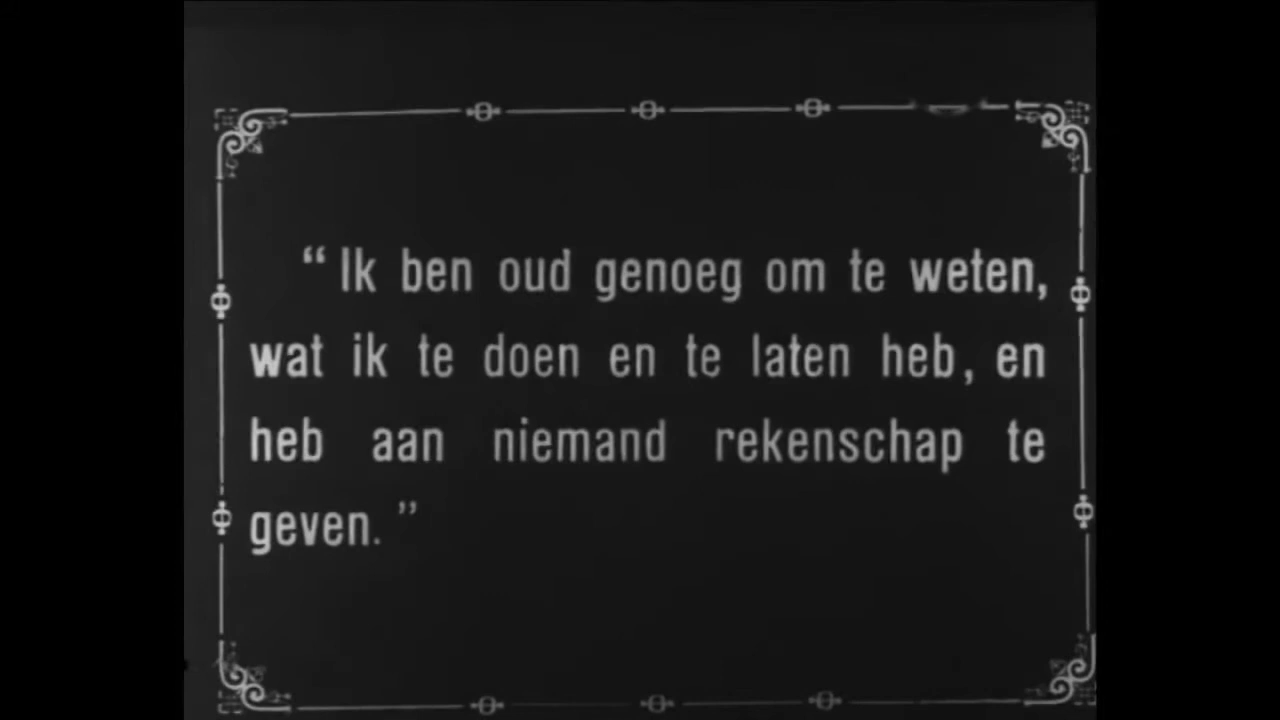 “Ik ben oud genoeg om te weten,
wat ik te doen en te laten heb, en
heb aan niemand rekenschap te
geven.”